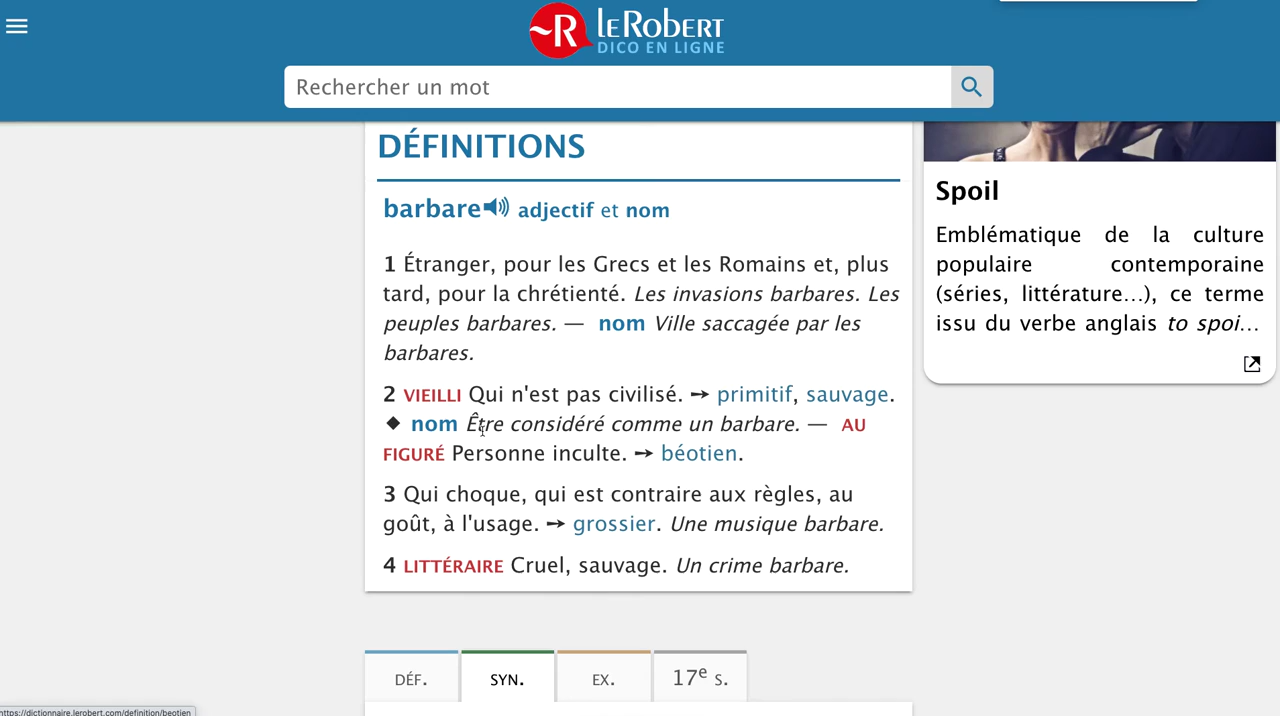 LE ROBERT
DICO EN LIGNE
Rechercher un mot
DÉFINITIONS
barbare adjectif et nom
1 Étranger, pour les Grecs et les Romains et, plus
tard, pour la chrétienté. Les invasions barbares. Les
peuples barbares. — nom Ville saccagée par les
barbares.
2 VIEILLI Qui n'est pas civilisé. ➙ primitif, sauvage.
◆ nom Être considéré comme un barbare. — AU
FIGURÉ Personne inculte. ➙ béotien.
3 Qui choque, qui est contraire aux règles, au
goût, à l'usage. ➙ grossier. Une musique barbare.
4 LITTÉRAIRE Cruel, sauvage. Un crime barbare.
DÉF.
SYN.
EX.
17e S.
Spoil
Emblématique de la culture
populaire contemporaine
(séries, littérature…), ce terme
issu du verbe anglais to spoi…
https://dictionnaire.lerobert.com/definition/beotien